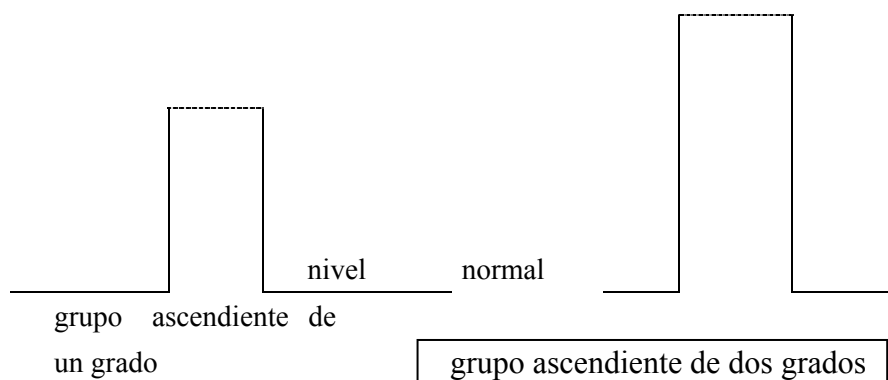 nivel normal
grupo ascendiente de
un grado
grupo ascendiente de dos grados